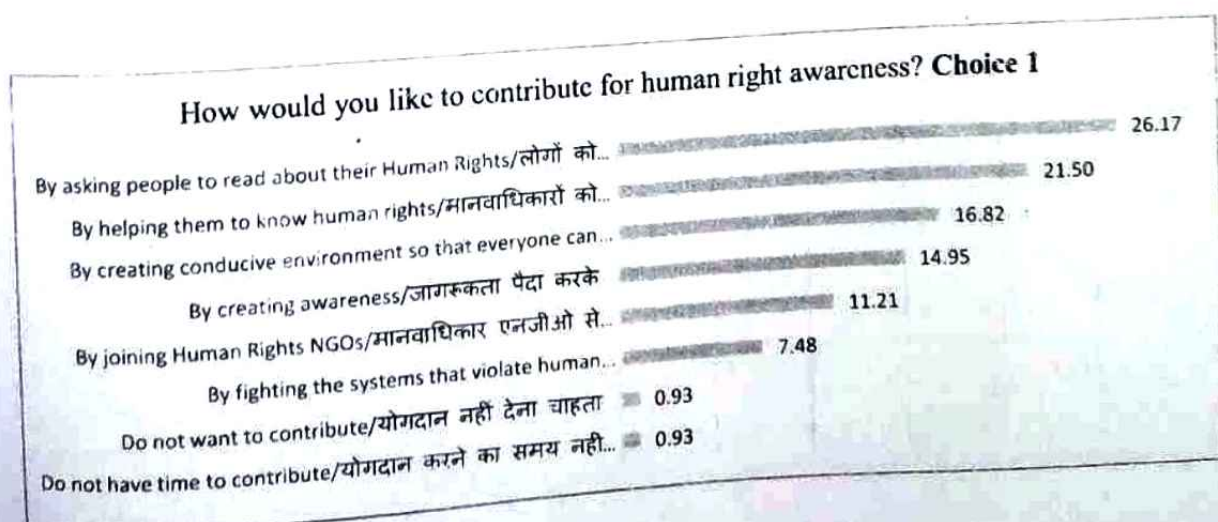 How would you like to contribute for human right awareness? Choice 1
By asking people to read about their Human Rights/लोगों को... 26.17
By helping them to know human rights/मानवाधिकारों को... 21.50
By creating conducive environment so that everyone can... 16.82
By creating awareness/जागरूकता पैदा करके 14.95
By joining Human Rights NGOs/मानवाधिकार एनजीओ से... 11.21
By fighting the systems that violate human... 7.48
Do not want to contribute/योगदान नहीं देना चाहता 0.93
Do not have time to contribute/योगदान करने का समय नही... 0.93